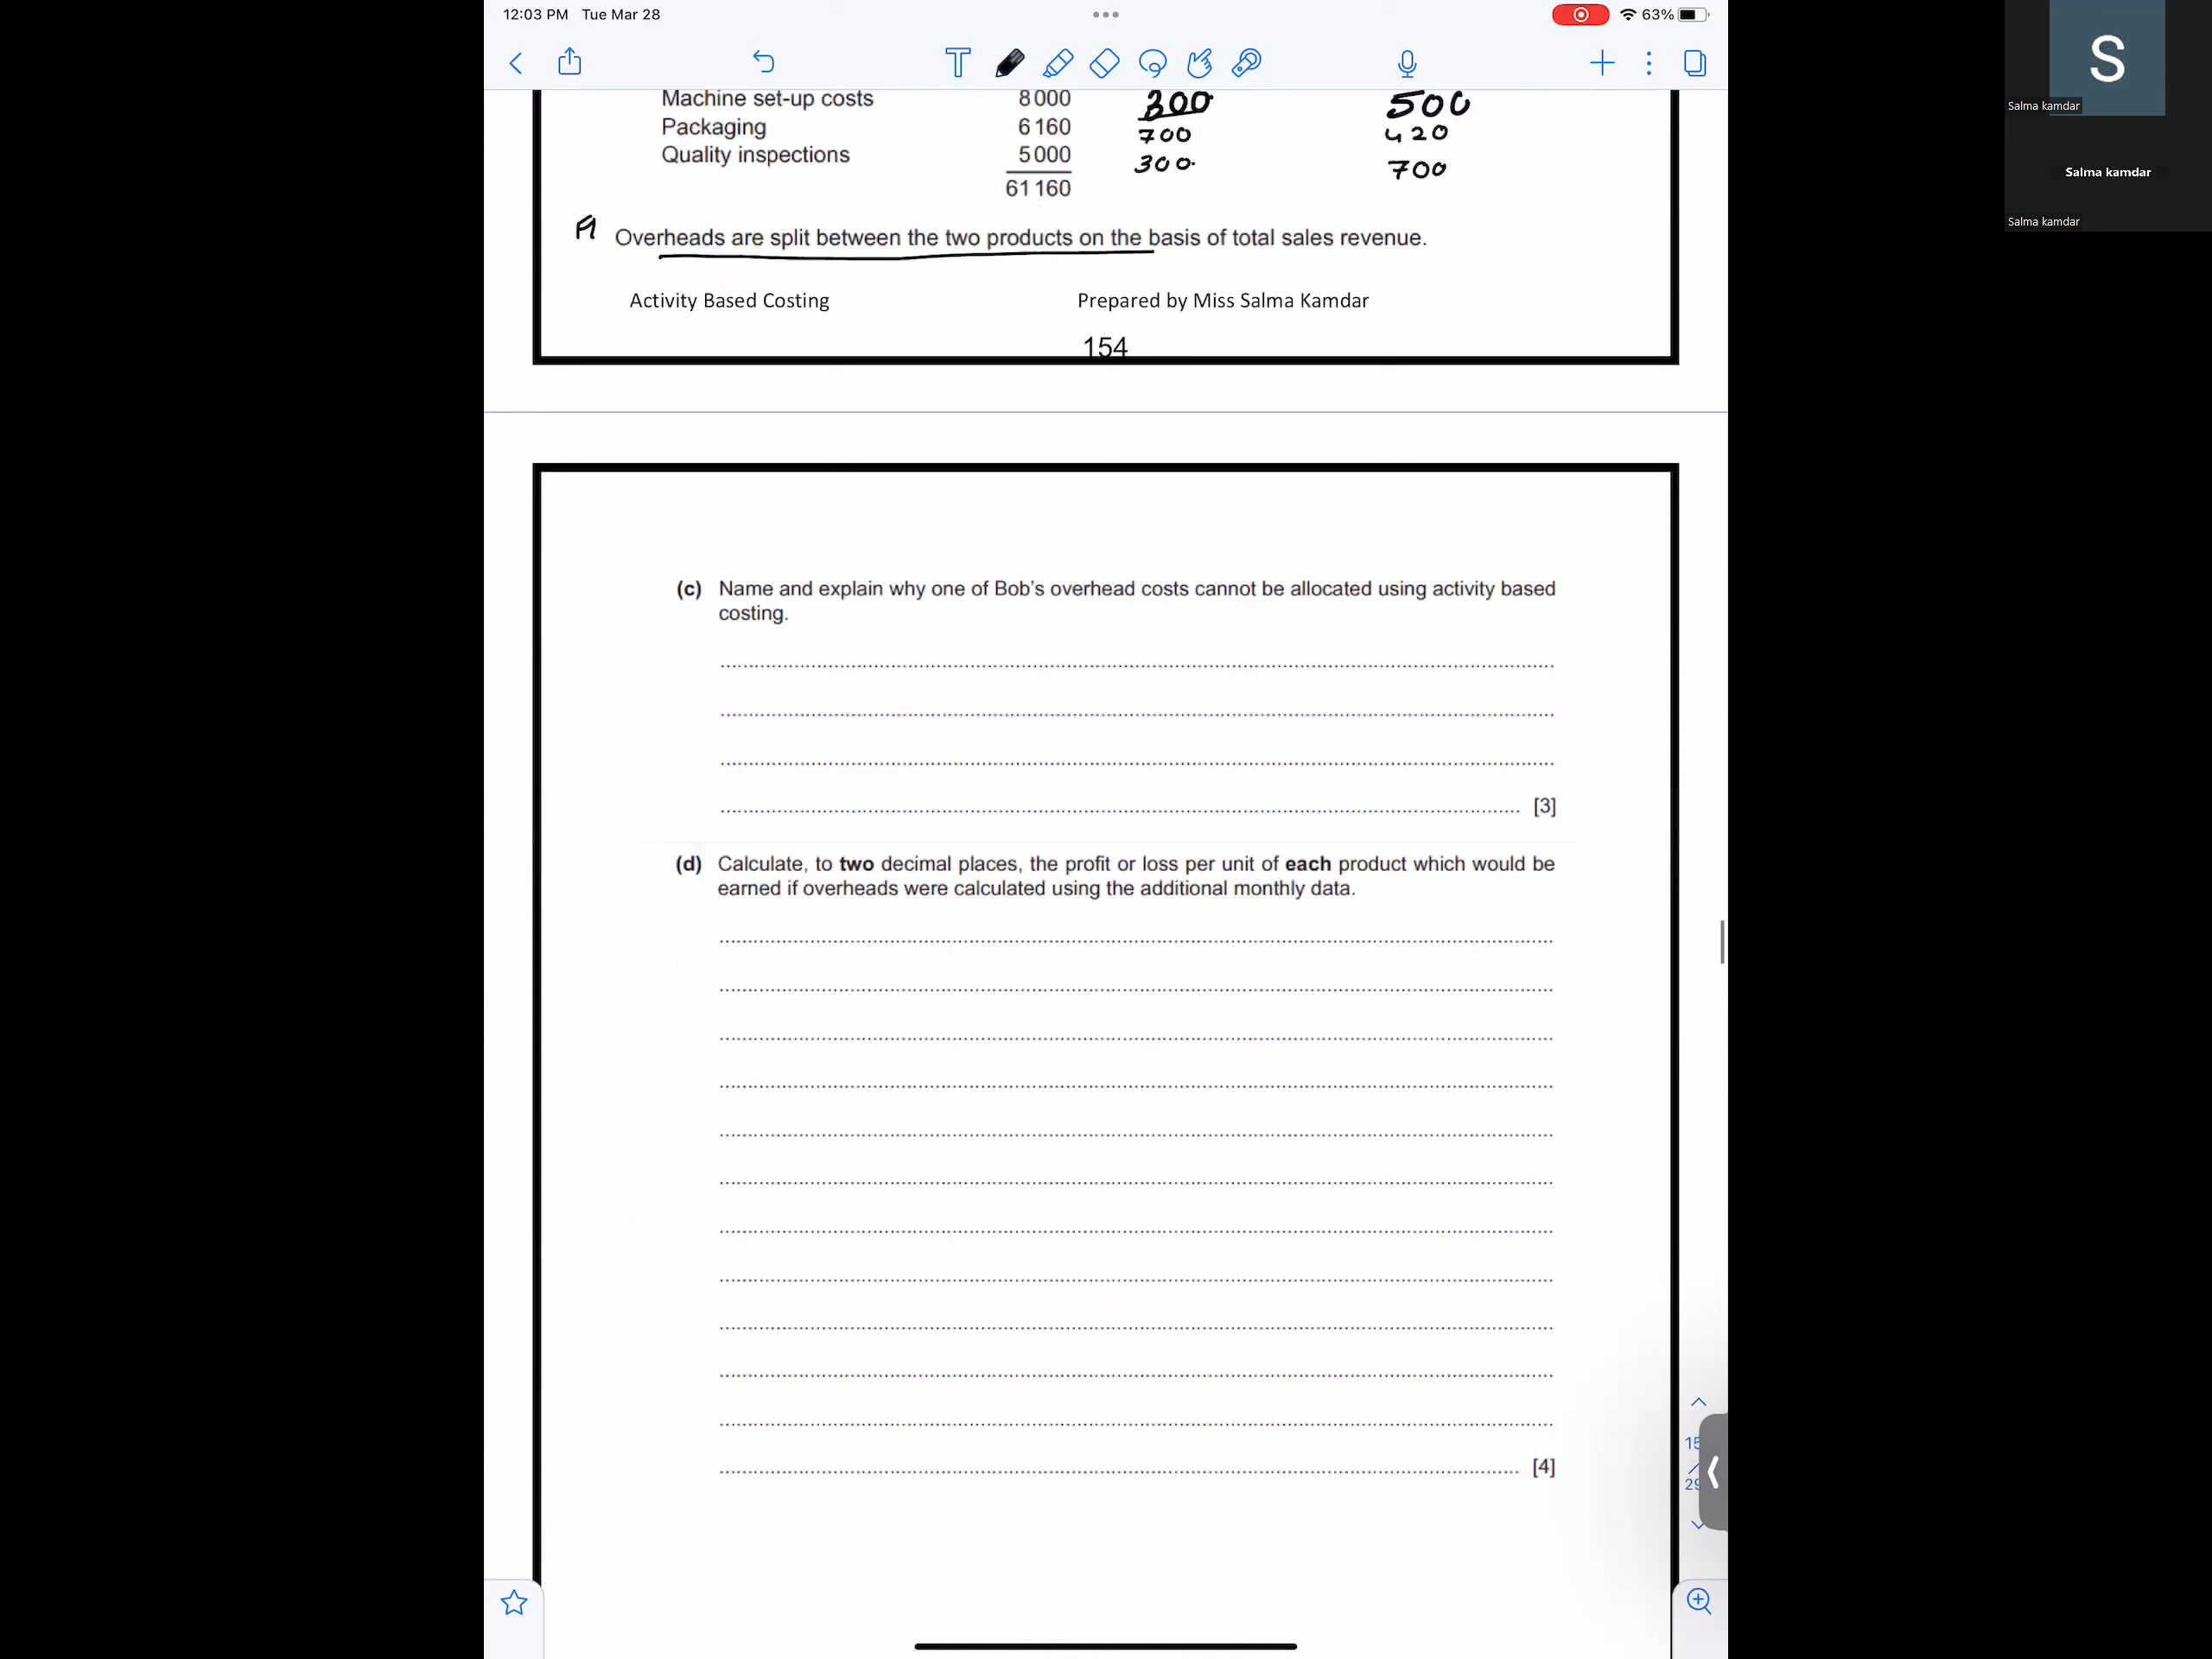 12:03 PM Tue Mar 28
63%
S
Salma kamdar
Salma kamdar
Salma kamdar
Machine set-up costs 8 000 300 500
Packaging 6 160 700 420
Quality inspections 5 000 300 700
61 160
Overheads are split between the two products on the basis of total sales revenue.
Activity Based Costing Prepared by Miss Salma Kamdar
154
(c) Name and explain why one of Bob's overhead costs cannot be allocated using activity based
costing.
[3]
(d) Calculate, to two decimal places, the profit or loss per unit of each product which would be
earned if overheads were calculated using the additional monthly data.
[4]